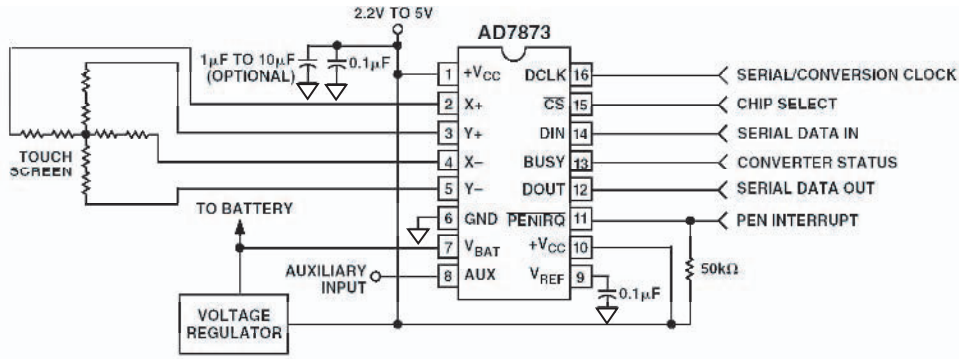 2.2V TO 5V
AD7873
1µF TO 10µF
(OPTIONAL)
0.1µF
1 +VCC
2 X+
3 Y+
4 X–
5 Y–
6 GND
7 VBAT
8 AUX
DCLK 16
CS 15
DIN 14
BUSY 13
DOUT 12
PENIRQ 11
+VCC 10
VREF 9
SERIAL/CONVERSION CLOCK
CHIP SELECT
SERIAL DATA IN
CONVERTER STATUS
SERIAL DATA OUT
PEN INTERRUPT
TOUCH
SCREEN
TO BATTERY
AUXILIARY
INPUT
VOLTAGE
REGULATOR
0.1µF
50kΩ